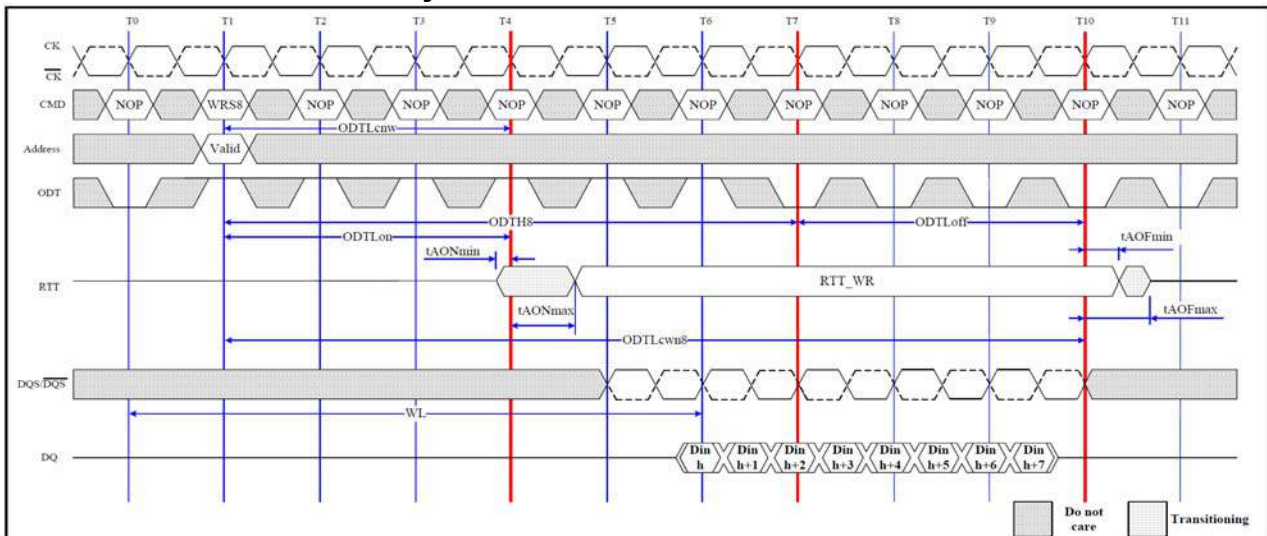 T0 T1 T2 T3 T4 T5 T6 T7 T8 T9 T10 T11
CK
CK
CMD NOP WRS8 NOP NOP NOP NOP NOP NOP NOP NOP NOP NOP
ODTLcnw
Address Valid
ODT
ODTH8 ODTLoff
ODTLon
tAONmin tAOFmin
RTT RTT_WR
tAONmax tAOFmax
ODTLcwn8
DQS/DQS
WL
DQ Din h Din h+1 Din h+2 Din h+3 Din h+4 Din h+5 Din h+6 Din h+7
Do not care Transitioning